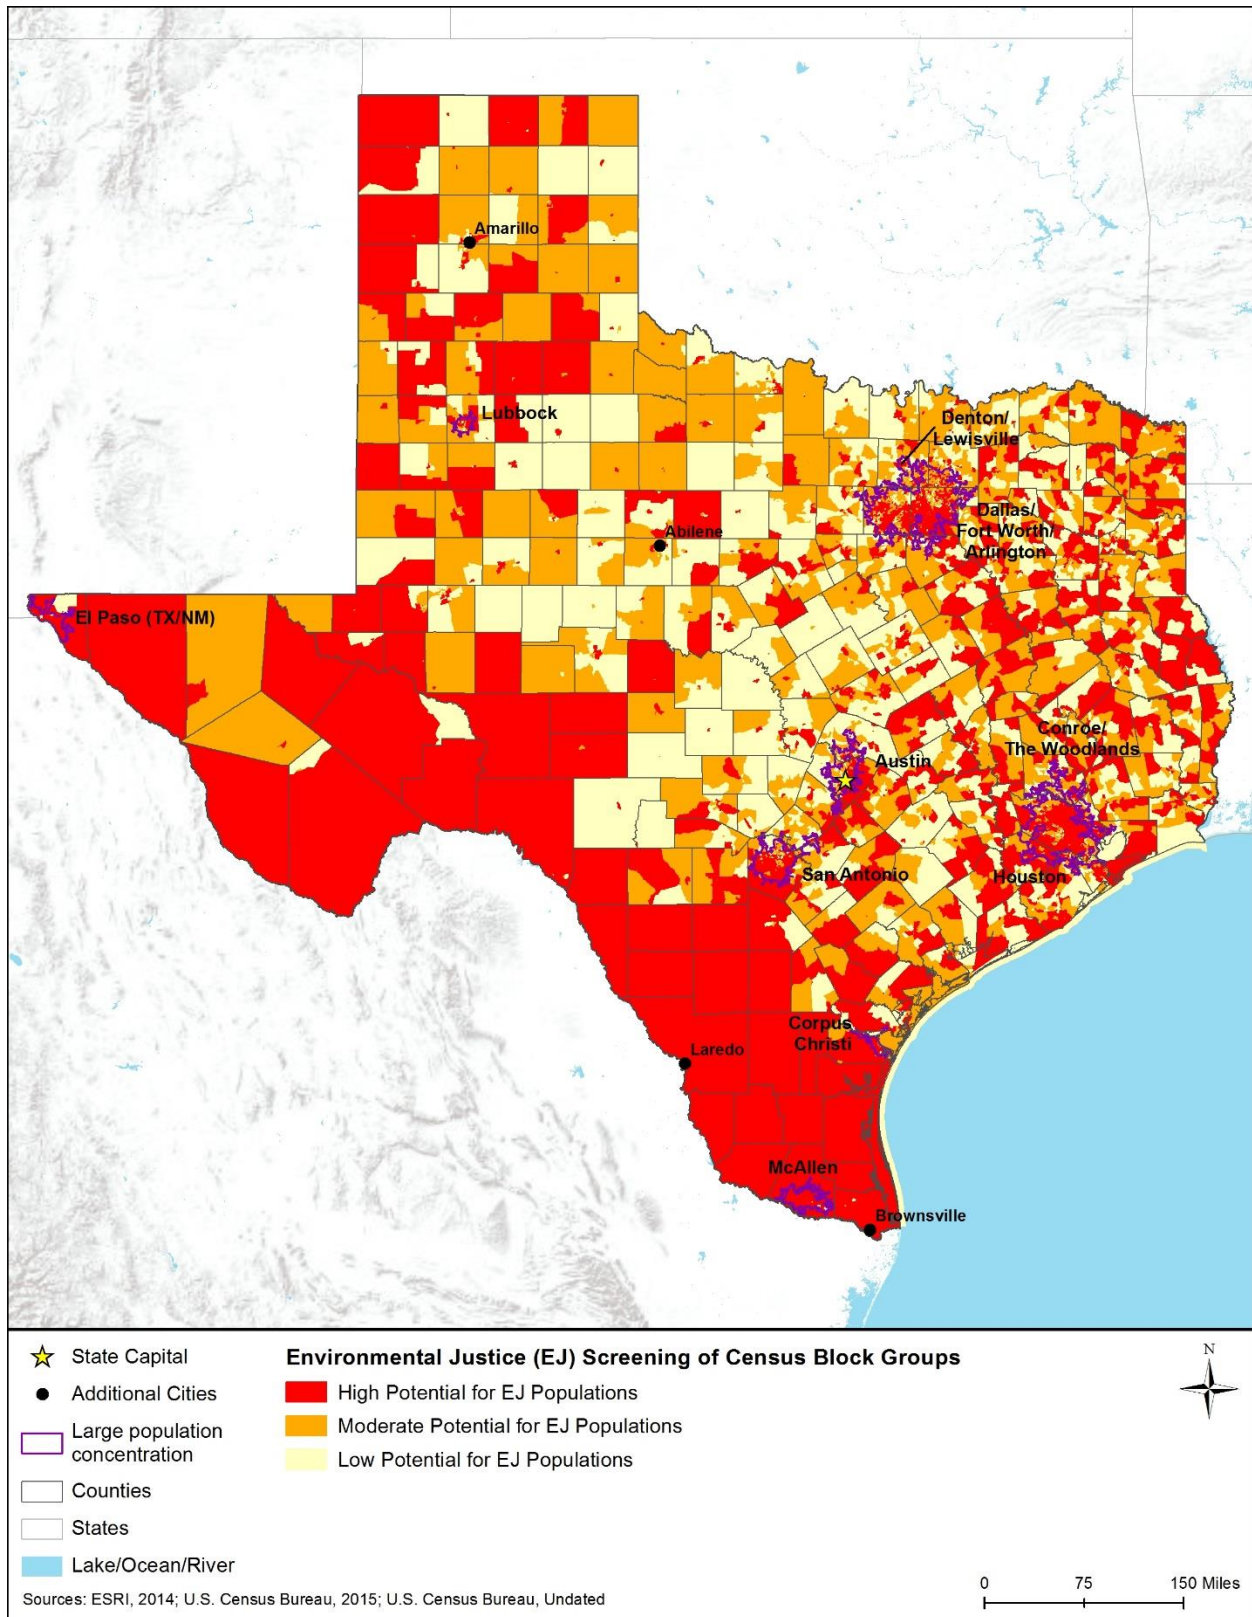 Amarillo
Lubbock
Denton/
Lewisville
Dallas/
Fort Worth/
Arlington
Abilene
El Paso (TX/NM)
Conroe/
The Woodlands
Austin
San Antonio
Houston
Corpus
Christi
Laredo
McAllen
Brownsville
State Capital
Additional Cities
Large population
concentration
Counties
States
Lake/Ocean/River
Environmental Justice (EJ) Screening of Census Block Groups
High Potential for EJ Populations
Moderate Potential for EJ Populations
Low Potential for EJ Populations
N
0 75 150 Miles
Sources: ESRI, 2014; U.S. Census Bureau, 2015; U.S. Census Bureau, Undated